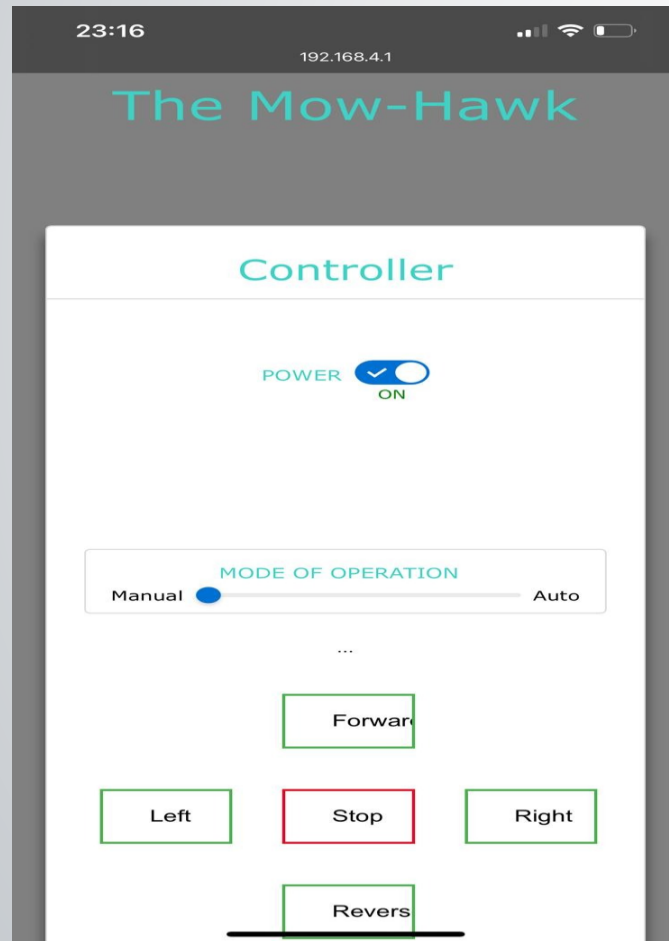 23:16
192.168.4.1
The Mow-Hawk
Controller
POWER
ON
MODE OF OPERATION
Manual Auto
...
Forward
Left Stop Right
Revers